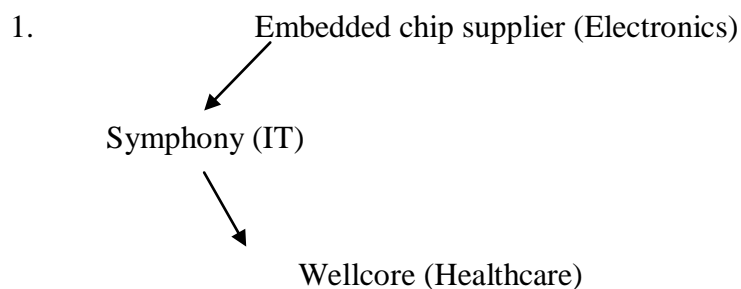 1. Embedded chip supplier (Electronics)
Symphony (IT)
Wellcore (Healthcare)